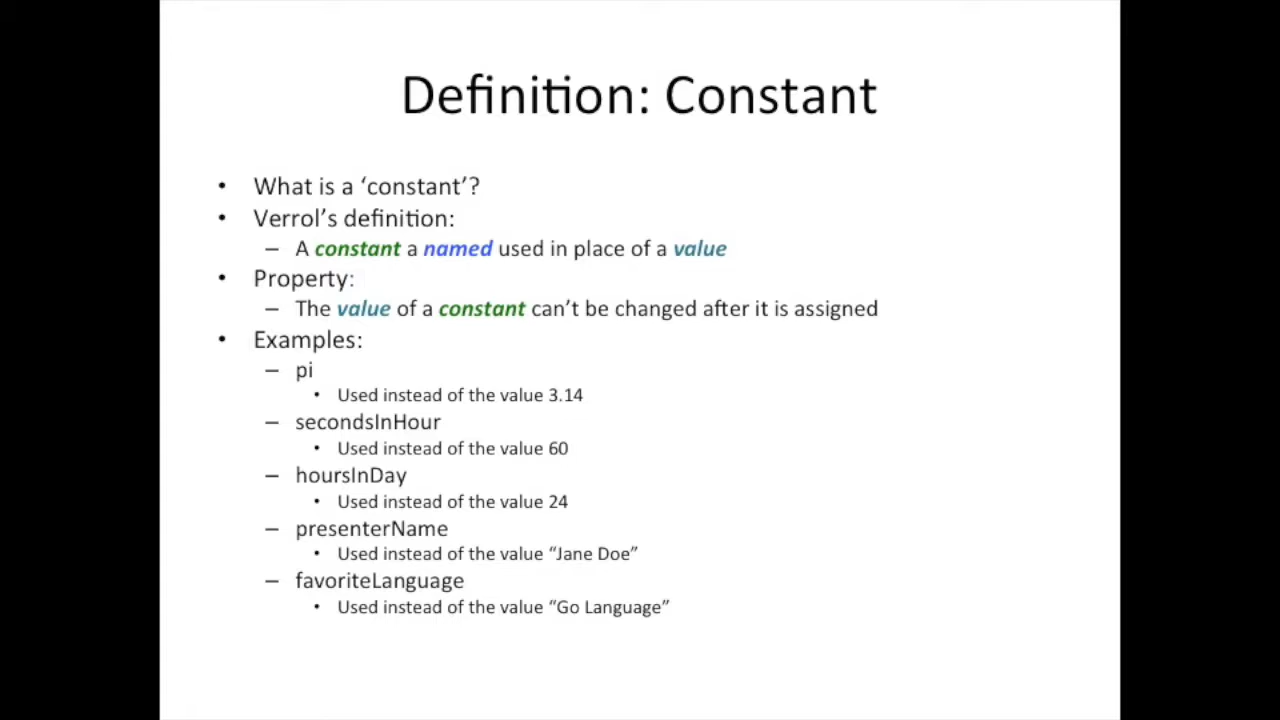 Definition: Constant
• What is a ‘constant’?
• Verrol’s definition:
– A constant a named used in place of a value
• Property:
– The value of a constant can’t be changed after it is assigned
• Examples:
– pi
• Used instead of the value 3.14
– secondsInHour
• Used instead of the value 60
– hoursInDay
• Used instead of the value 24
– presenterName
• Used instead of the value “Jane Doe”
– favoriteLanguage
• Used instead of the value “Go Language”